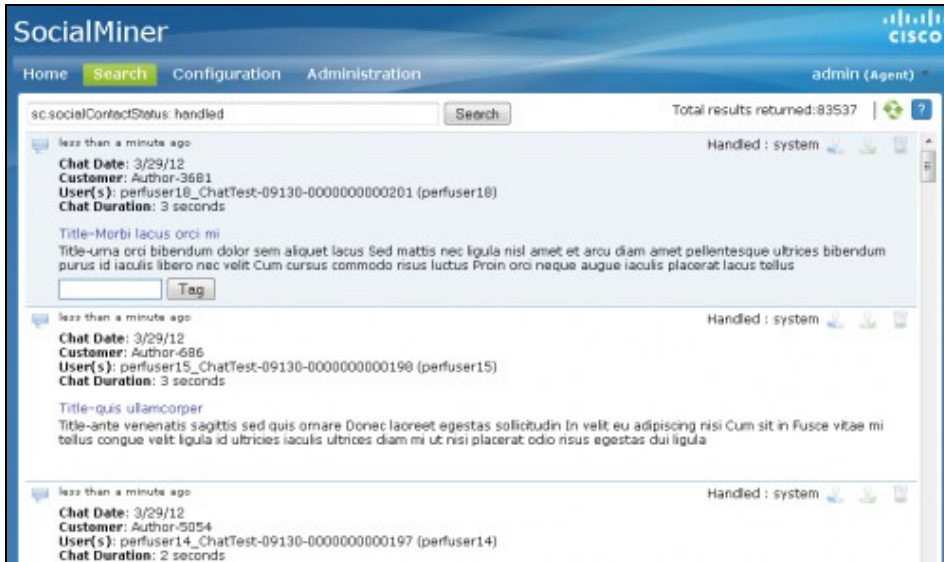 SocialMiner
CISCO
Home Search Configuration Administration admin (Agent)
sc.socialContactStatus: handled Search Total results returned:83537 ?
less than a minute ago Handled : system
Chat Date: 3/29/12
Customer: Author-3681
User(s): perfuser18_ChatTest-09130-0000000000201 (perfuser18)
Chat Duration: 3 seconds
Title-Morbi lacus orci mi
Title-urna orci bibendum dolor sem aliquet lacus Sed mattis nec ligula nisl amet et arcu diam amet pellentesque ultrices bibendum
purus id iaculis libero nec velit Cum cursus commodo risus luctus Proin orci neque augue iaculis placerat lacus tellus
Tag
less than a minute ago Handled : system
Chat Date: 3/29/12
Customer: Author-686
User(s): perfuser15_ChatTest-09130-0000000000198 (perfuser15)
Chat Duration: 3 seconds
Title-quis ullamcorper
Title-ante venenatis sagittis sed quis ornare Donec laoreet egestas sollicitudin In velit eu adipiscing nisi Cum sit in Fusce vitae mi
tellus congue velit ligula id ultricies iaculis ultrices diam mi ut nisi placerat odio risus egestas dui ligula
less than a minute ago Handled : system
Chat Date: 3/29/12
Customer: Author-5054
User(s): perfuser14_ChatTest-09130-0000000000197 (perfuser14)
Chat Duration: 2 seconds